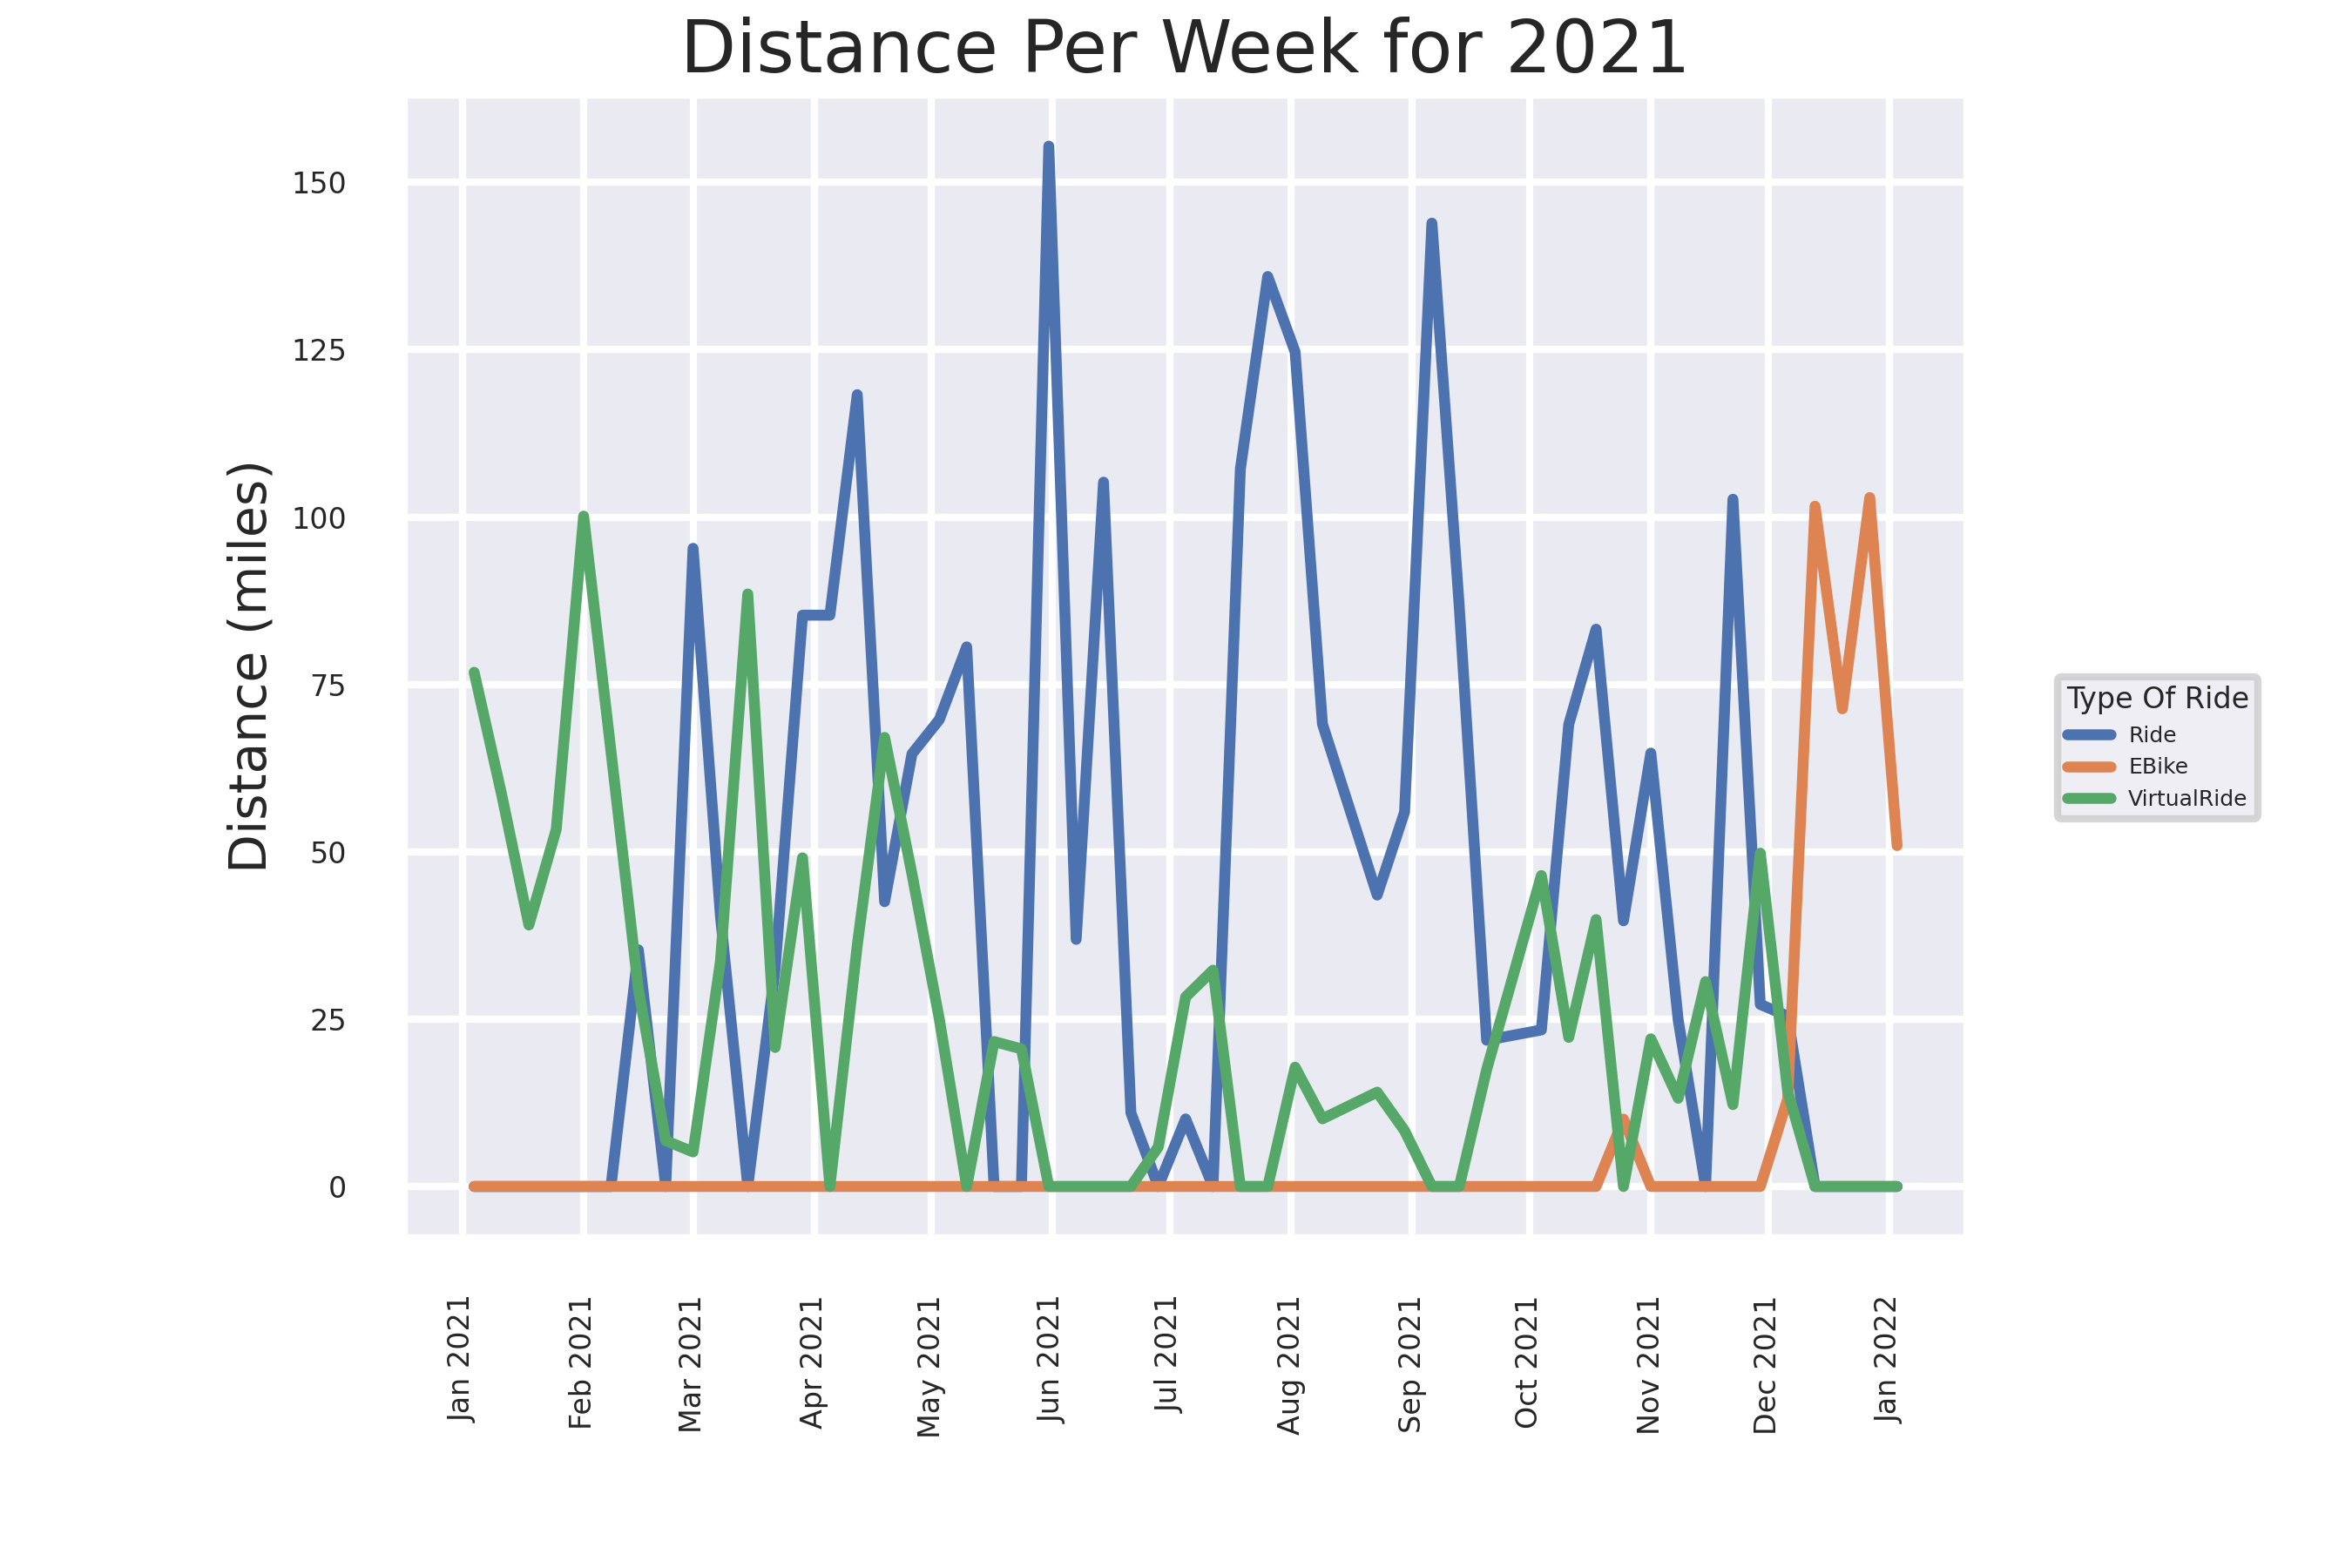 Distance Per Week for 2021
Distance (miles)
150
125
100
75
50
25
0
Jan 2021
Feb 2021
Mar 2021
Apr 2021
May 2021
Jun 2021
Jul 2021
Aug 2021
Sep 2021
Oct 2021
Nov 2021
Dec 2021
Jan 2022
Type Of Ride
Ride
EBike
VirtualRide